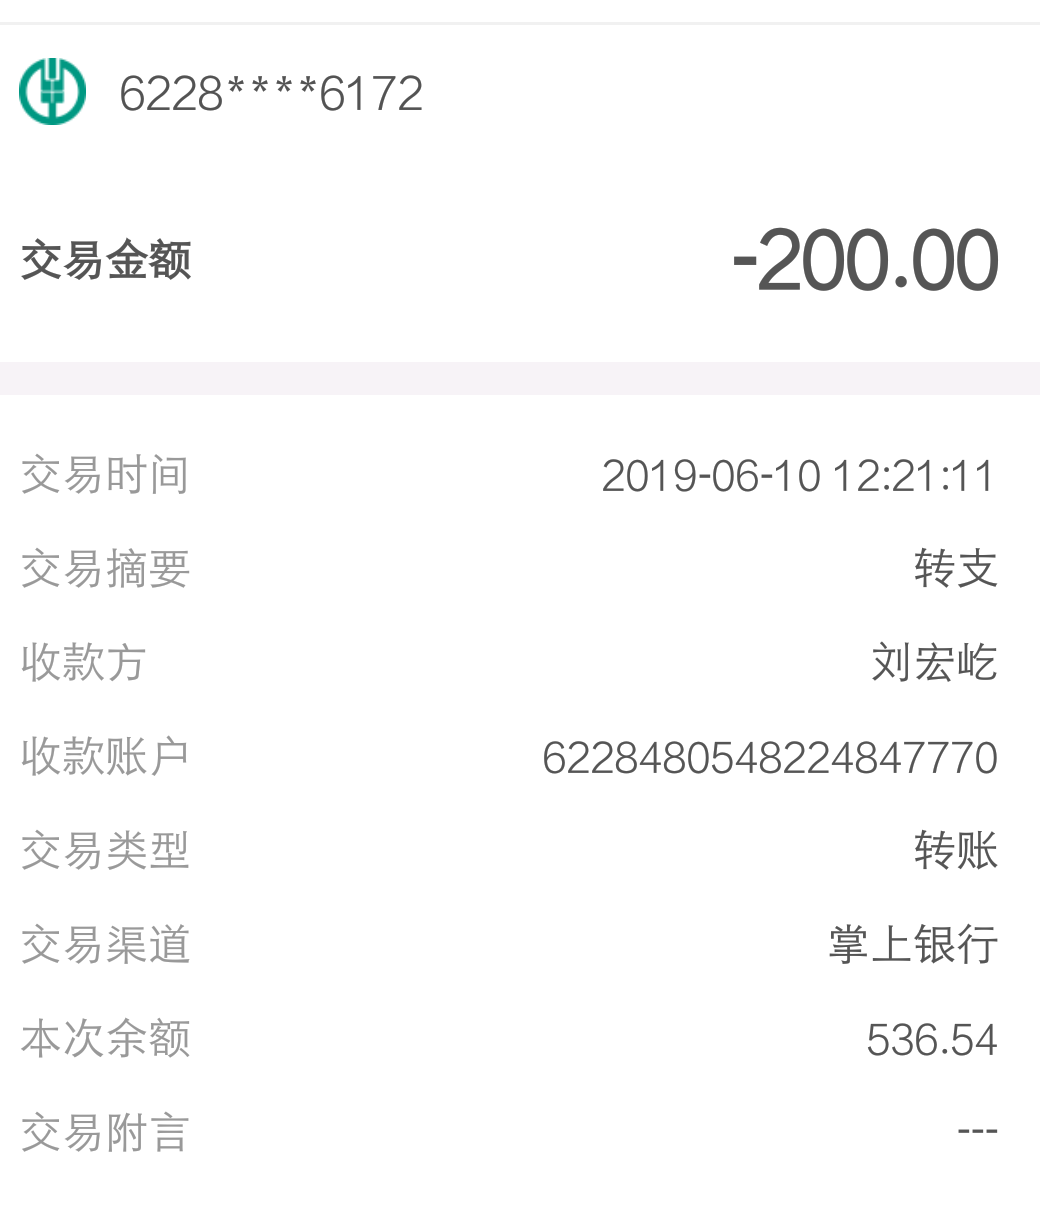 6228****6172
交易金额 -200.00
交易时间 2019-06-10 12:21:11
交易摘要 转支
收款方 刘宏屹
收款账户 6228480548224847770
交易类型 转账
交易渠道 掌上银行
本次余额 536.54
交易附言 ---